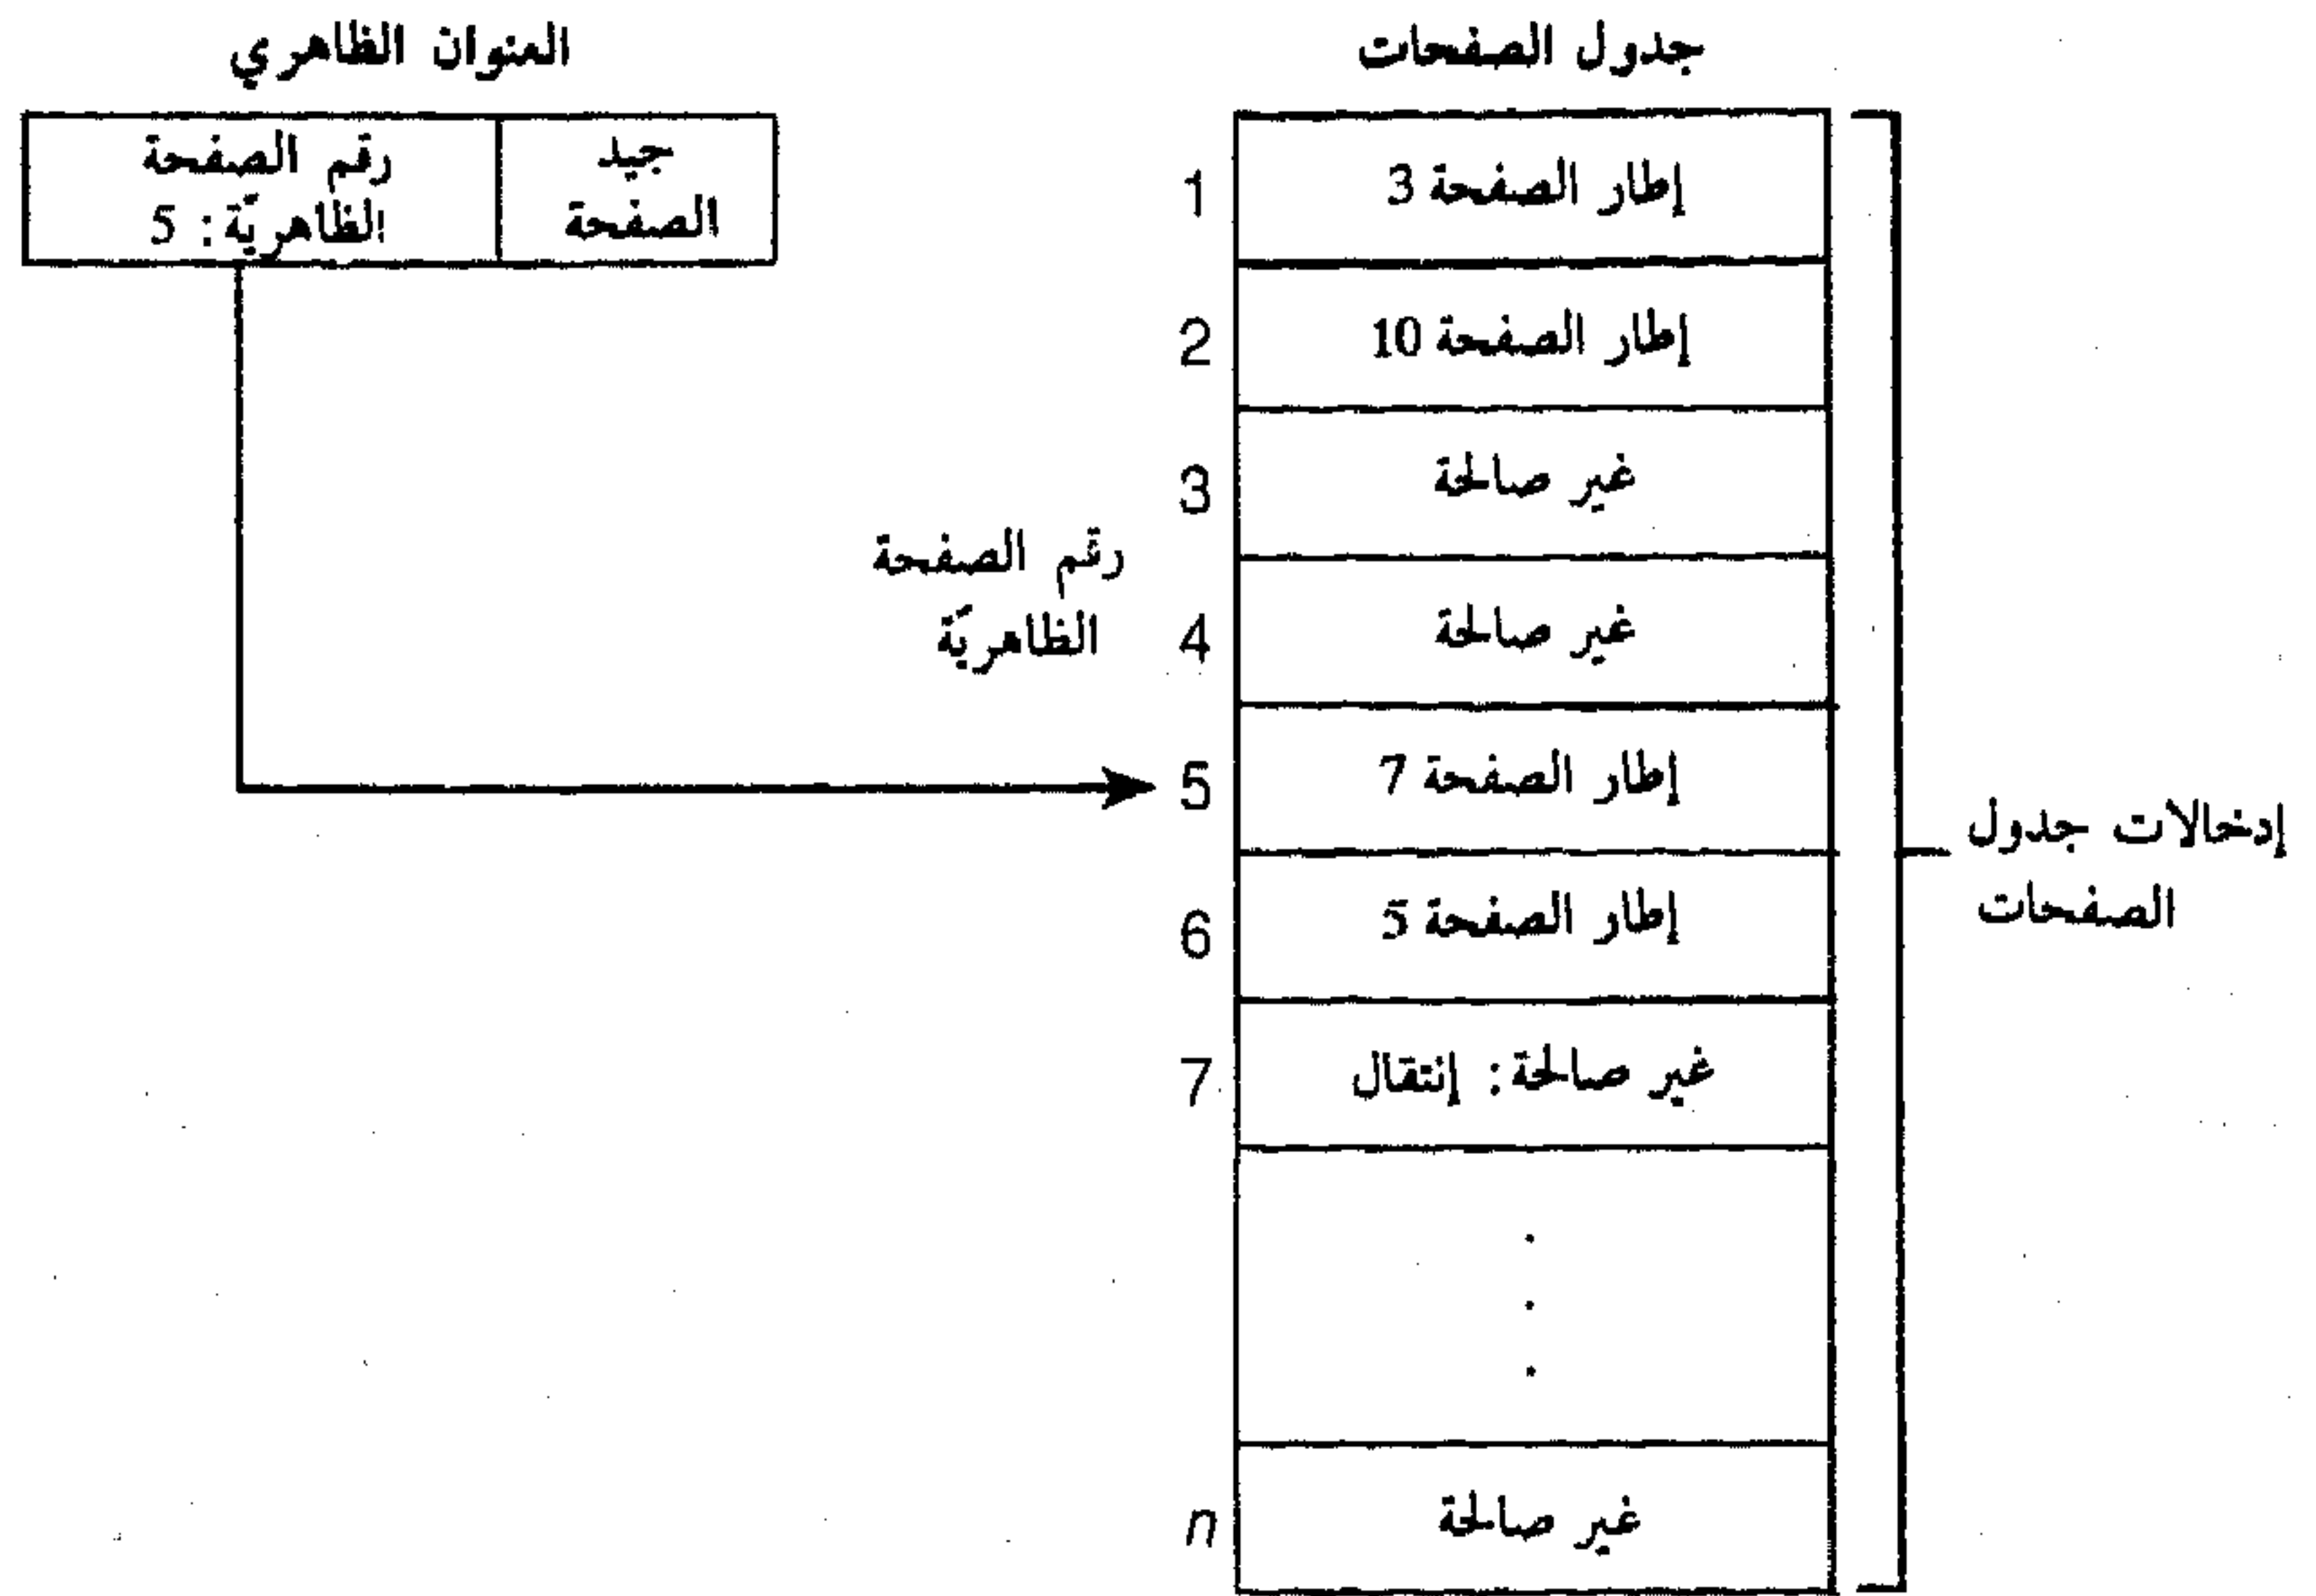 العنوان الظاهري
رقم الصفحة
الظاهريّة: 5
جيد
الصفحة
جدول الصفحات
1
إطار الصفحة 3
2
إطار الصفحة 10
3
غير صالحة
4
غير صالحة
رقم الصفحة
الظاهريّة
5
إطار الصفحة 7
6
إطار الصفحة 5
7
غير صالحة: إنتقال
n
غير صالحة
إدخالات جدول
الصفحات